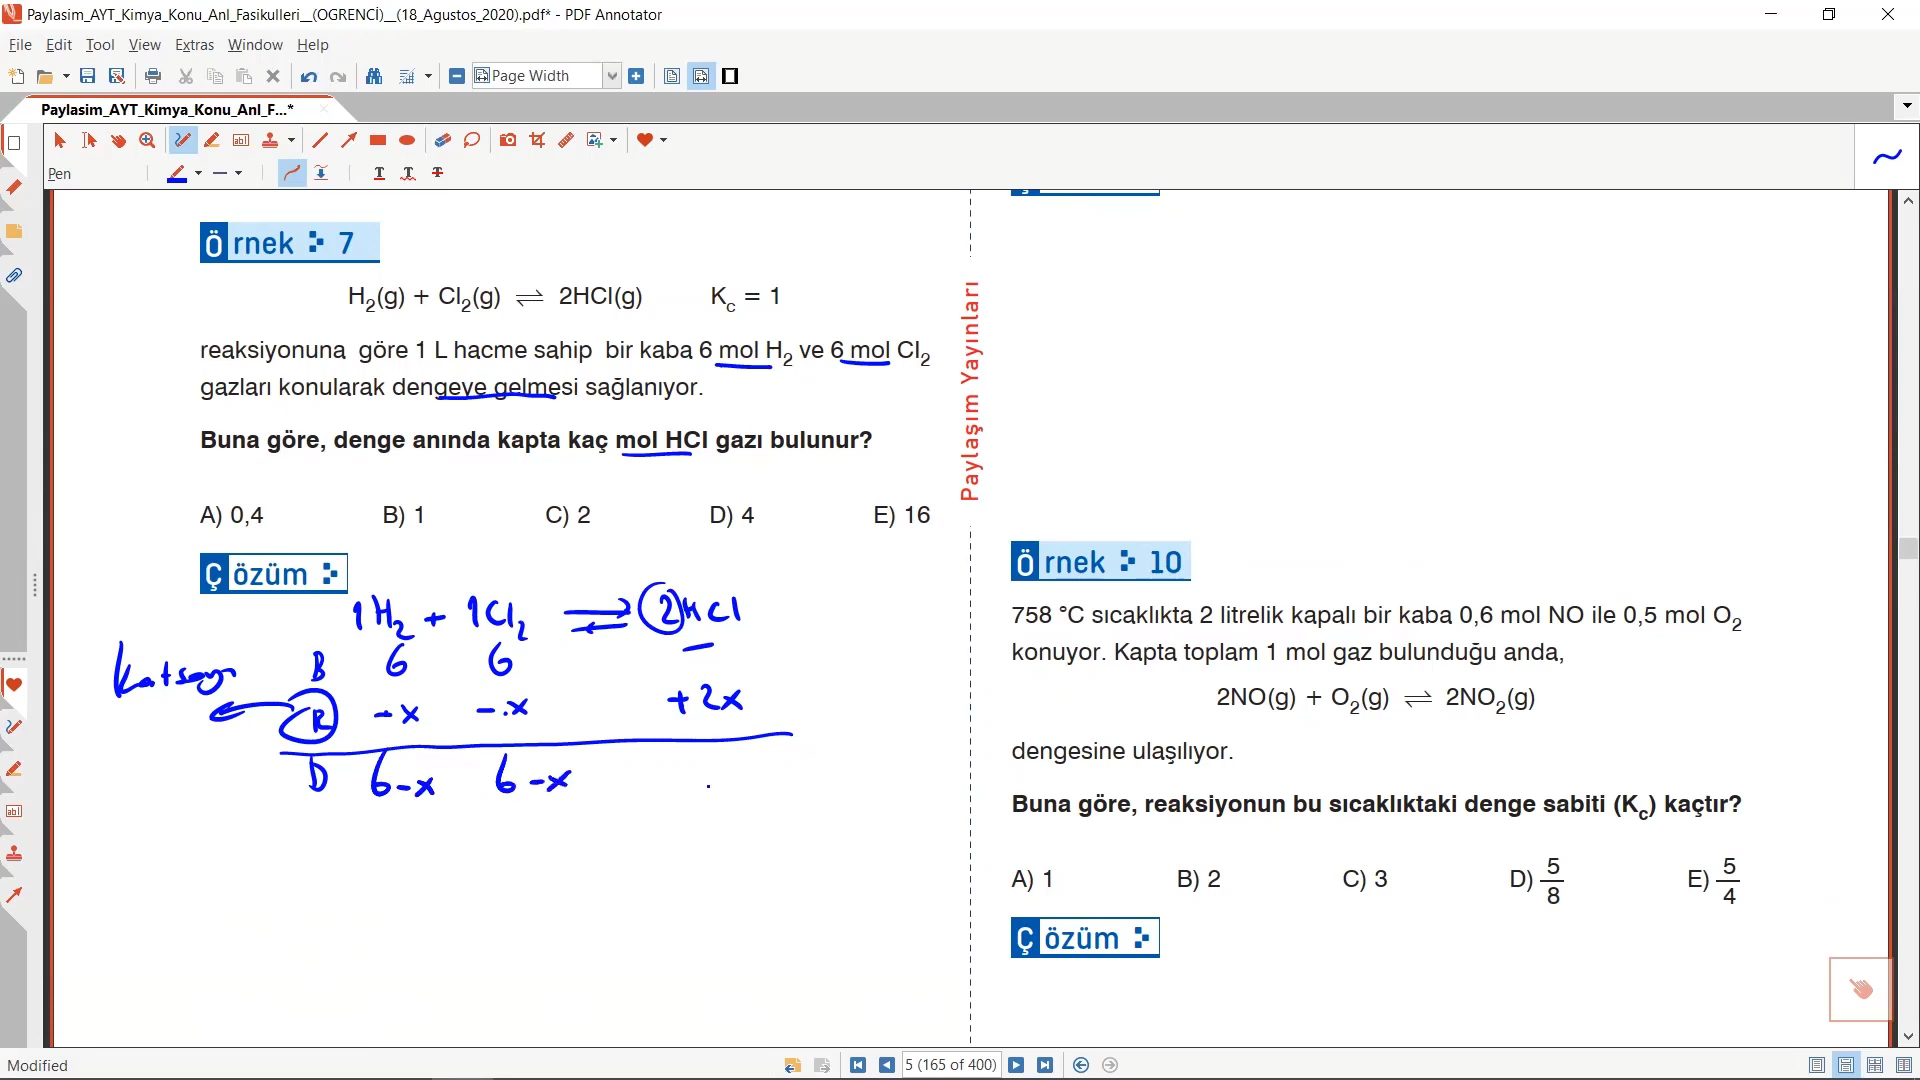 Paylasim_AYT_Kimya_Konu_Anl_Fasikulleri__(OGRENCİ)__(18_Agustos_2020).pdf* - PDF Annotator
File Edit Tool View Extras Window Help
Page Width
Paylasim_AYT_Kimya_Konu_Anl_F...*
Pen
Örnek 7
H₂(g) + Cl₂(g) ⇌ 2HCl(g) K_c = 1
reaksiyonuna göre 1 L hacme sahip bir kaba 6 mol H₂ ve 6 mol Cl₂
gazları konularak dengeye gelmesi sağlanıyor.
Buna göre, denge anında kapta kaç mol HCl gazı bulunur?
A) 0,4 B) 1 C) 2 D) 4 E) 16
Çözüm
1H₂ + 1Cl₂ ⇌ 2HCl
Katsayı
B 6 6
R -x -x +2x
D 6-x 6-x
Paylaşım Yayınları
Örnek 10
758 °C sıcaklıkta 2 litrelik kapalı bir kaba 0,6 mol NO ile 0,5 mol O₂
konuyor. Kapta toplam 1 mol gaz bulunduğu anda,
2NO(g) + O₂(g) ⇌ 2NO₂(g)
dengesine ulaşılıyor.
Buna göre, reaksiyonun bu sıcaklıktaki denge sabiti (K_c) kaçtır?
A) 1 B) 2 C) 3 D) 5/8 E) 5/4
Çözüm
Modified
5 (165 of 400)